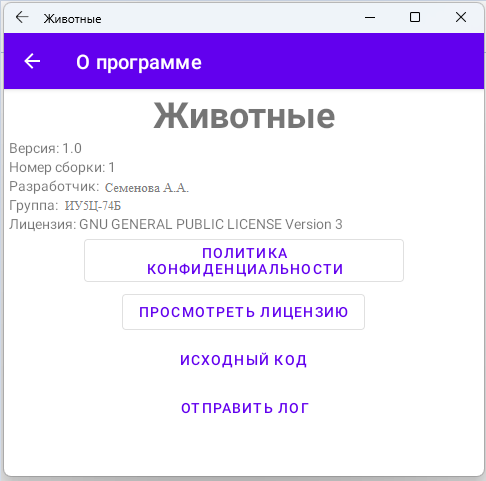 Животные
О программе
Животные
Версия: 1.0
Номер сборки: 1
Разработчик: Семенова А.А.
Группа: ИУ5Ц-74Б
Лицензия: GNU GENERAL PUBLIC LICENSE Version 3
ПОЛИТИКА
КОНФИДЕНЦИАЛЬНОСТИ
ПРОСМОТРЕТЬ ЛИЦЕНЗИЮ
ИСХОДНЫЙ КОД
ОТПРАВИТЬ ЛОГ